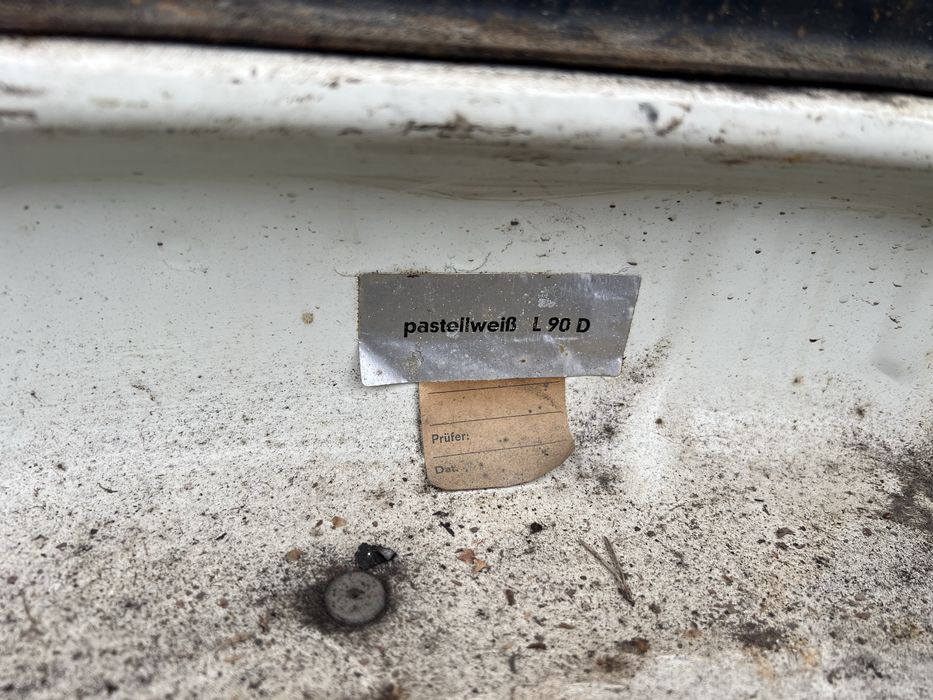 pastellweiß L 90 D
Prüfer:
Dat.